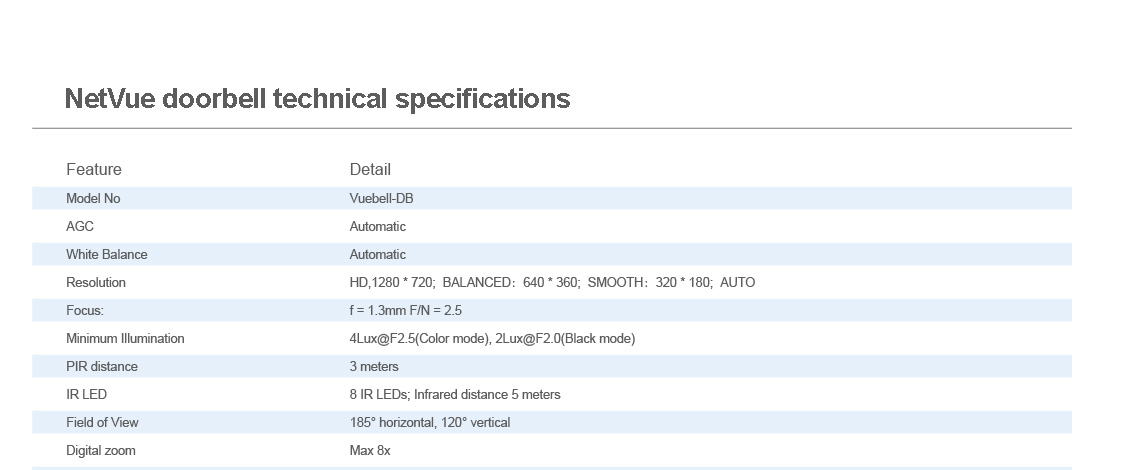 NetVue doorbell technical specifications
Feature Detail
Model No Vuebell-DB
AGC Automatic
White Balance Automatic
Resolution HD,1280 * 720; BALANCED：640 * 360; SMOOTH：320 * 180; AUTO
Focus: f = 1.3mm F/N = 2.5
Minimum Illumination 4Lux@F2.5(Color mode), 2Lux@F2.0(Black mode)
PIR distance 3 meters
IR LED 8 IR LEDs; Infrared distance 5 meters
Field of View 185° horizontal, 120° vertical
Digital zoom Max 8x